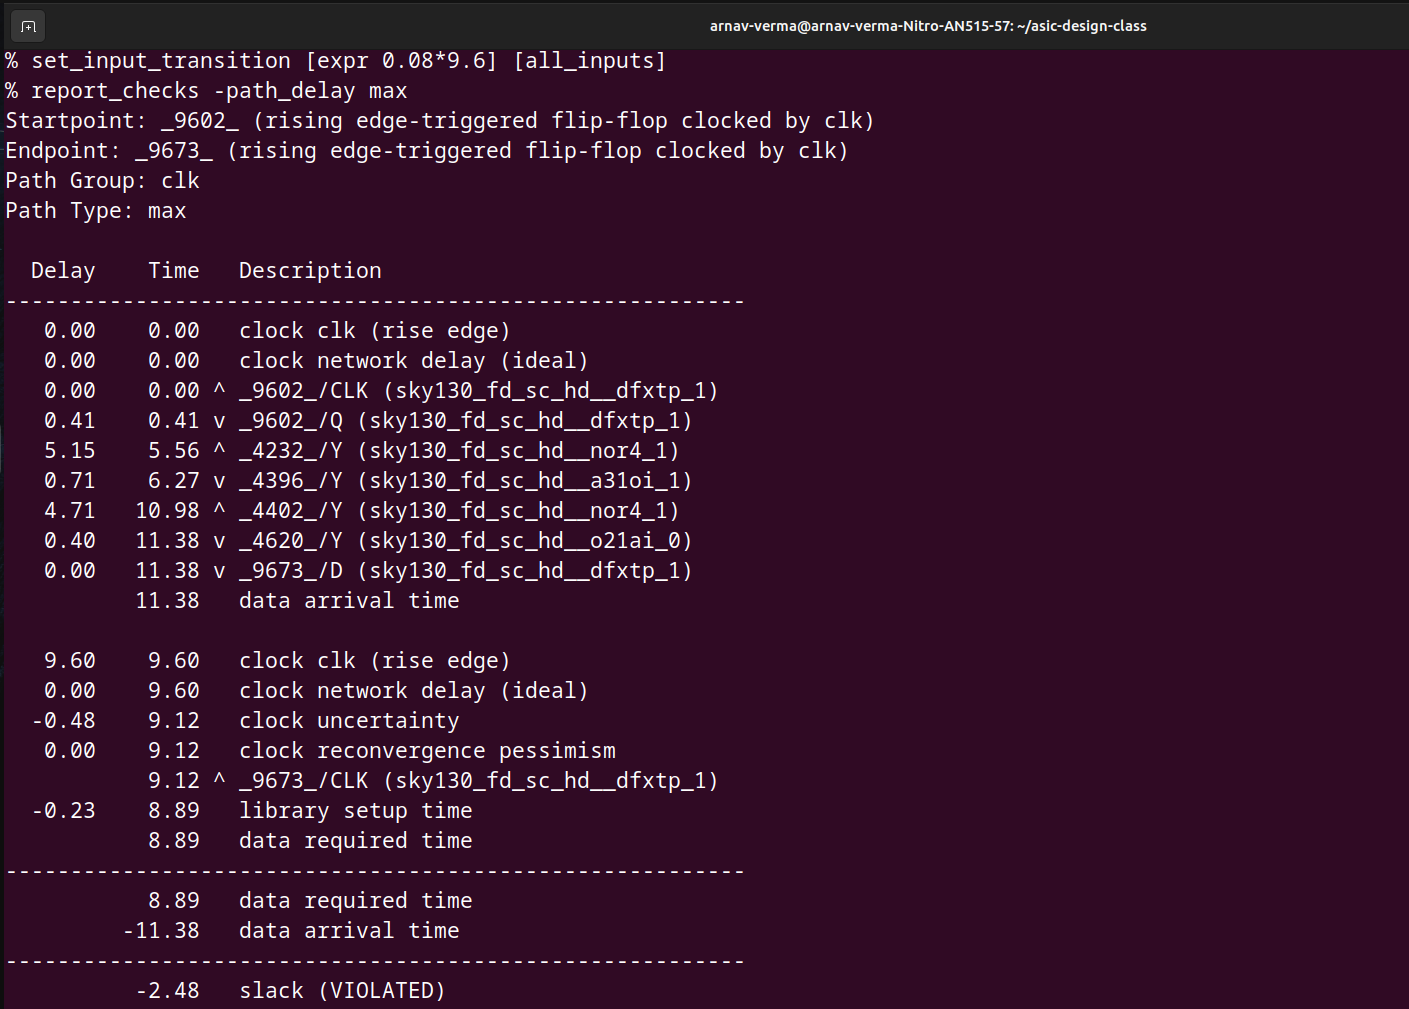 arnav-verma@arnav-verma-Nitro-AN515-57: ~/asic-design-class
% set_input_transition [expr 0.08*9.6] [all_inputs]
% report_checks -path_delay max
Startpoint: _9602_ (rising edge-triggered flip-flop clocked by clk)
Endpoint: _9673_ (rising edge-triggered flip-flop clocked by clk)
Path Group: clk
Path Type: max

  Delay    Time   Description
---------------------------------------------------------
   0.00    0.00   clock clk (rise edge)
   0.00    0.00   clock network delay (ideal)
   0.00    0.00 ^ _9602_/CLK (sky130_fd_sc_hd__dfxtp_1)
   0.41    0.41 v _9602_/Q (sky130_fd_sc_hd__dfxtp_1)
   5.15    5.56 ^ _4232_/Y (sky130_fd_sc_hd__nor4_1)
   0.71    6.27 v _4396_/Y (sky130_fd_sc_hd__a31oi_1)
   4.71   10.98 ^ _4402_/Y (sky130_fd_sc_hd__nor4_1)
   0.40   11.38 v _4620_/Y (sky130_fd_sc_hd__o21ai_0)
   0.00   11.38 v _9673_/D (sky130_fd_sc_hd__dfxtp_1)
          11.38   data arrival time

   9.60    9.60   clock clk (rise edge)
   0.00    9.60   clock network delay (ideal)
  -0.48    9.12   clock uncertainty
   0.00    9.12   clock reconvergence pessimism
           9.12 ^ _9673_/CLK (sky130_fd_sc_hd__dfxtp_1)
  -0.23    8.89   library setup time
           8.89   data required time
---------------------------------------------------------
           8.89   data required time
         -11.38   data arrival time
---------------------------------------------------------
          -2.48   slack (VIOLATED)